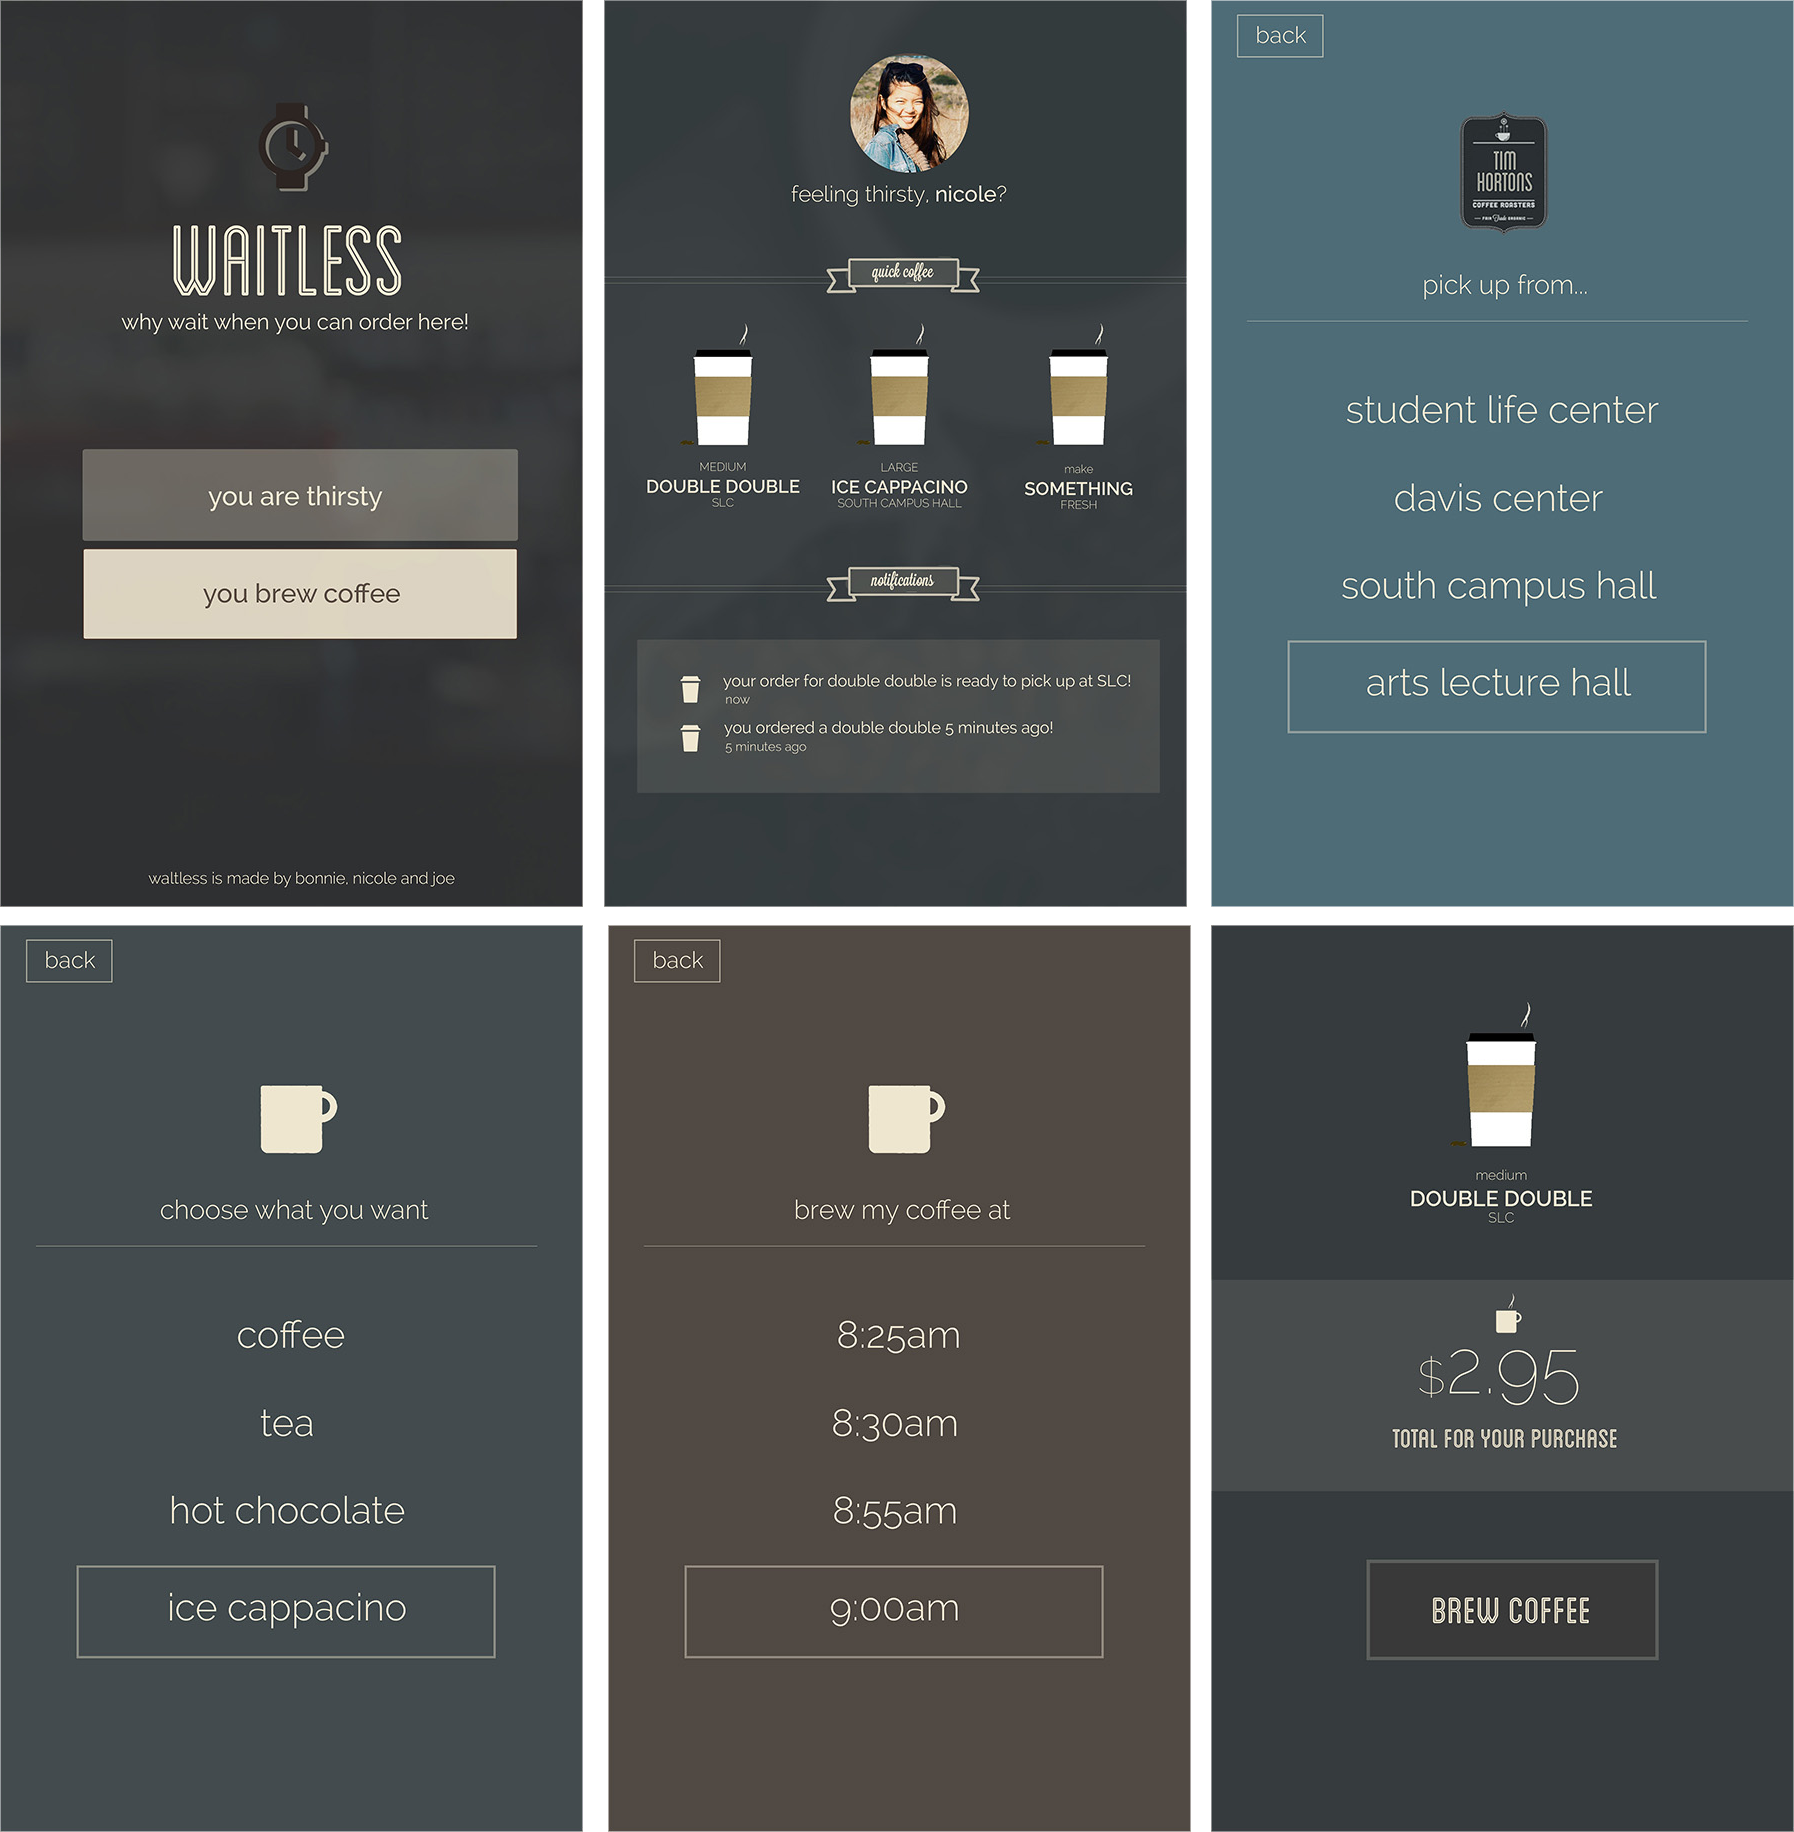 WAITLESS
why wait when you can order here!
you are thirsty
you brew coffee
waltless is made by bonnie, nicole and joe
feeling thirsty, nicole?
quick coffee
MEDIUM
DOUBLE DOUBLE
SLC
LARGE
ICE CAPPACINO
SOUTH CAMPUS HALL
make
SOMETHING
FRESH
notifications
your order for double double is ready to pick up at SLC!
now
you ordered a double double 5 minutes ago!
5 minutes ago
back
TIM
HORTONS
COFFEE ROASTERS
FAIR Trade ORGANIC
pick up from...
student life center
davis center
south campus hall
arts lecture hall
back
choose what you want
coffee
tea
hot chocolate
ice cappacino
back
brew my coffee at
8:25am
8:30am
8:55am
9:00am
medium
DOUBLE DOUBLE
SLC
$2.95
TOTAL FOR YOUR PURCHASE
BREW COFFEE